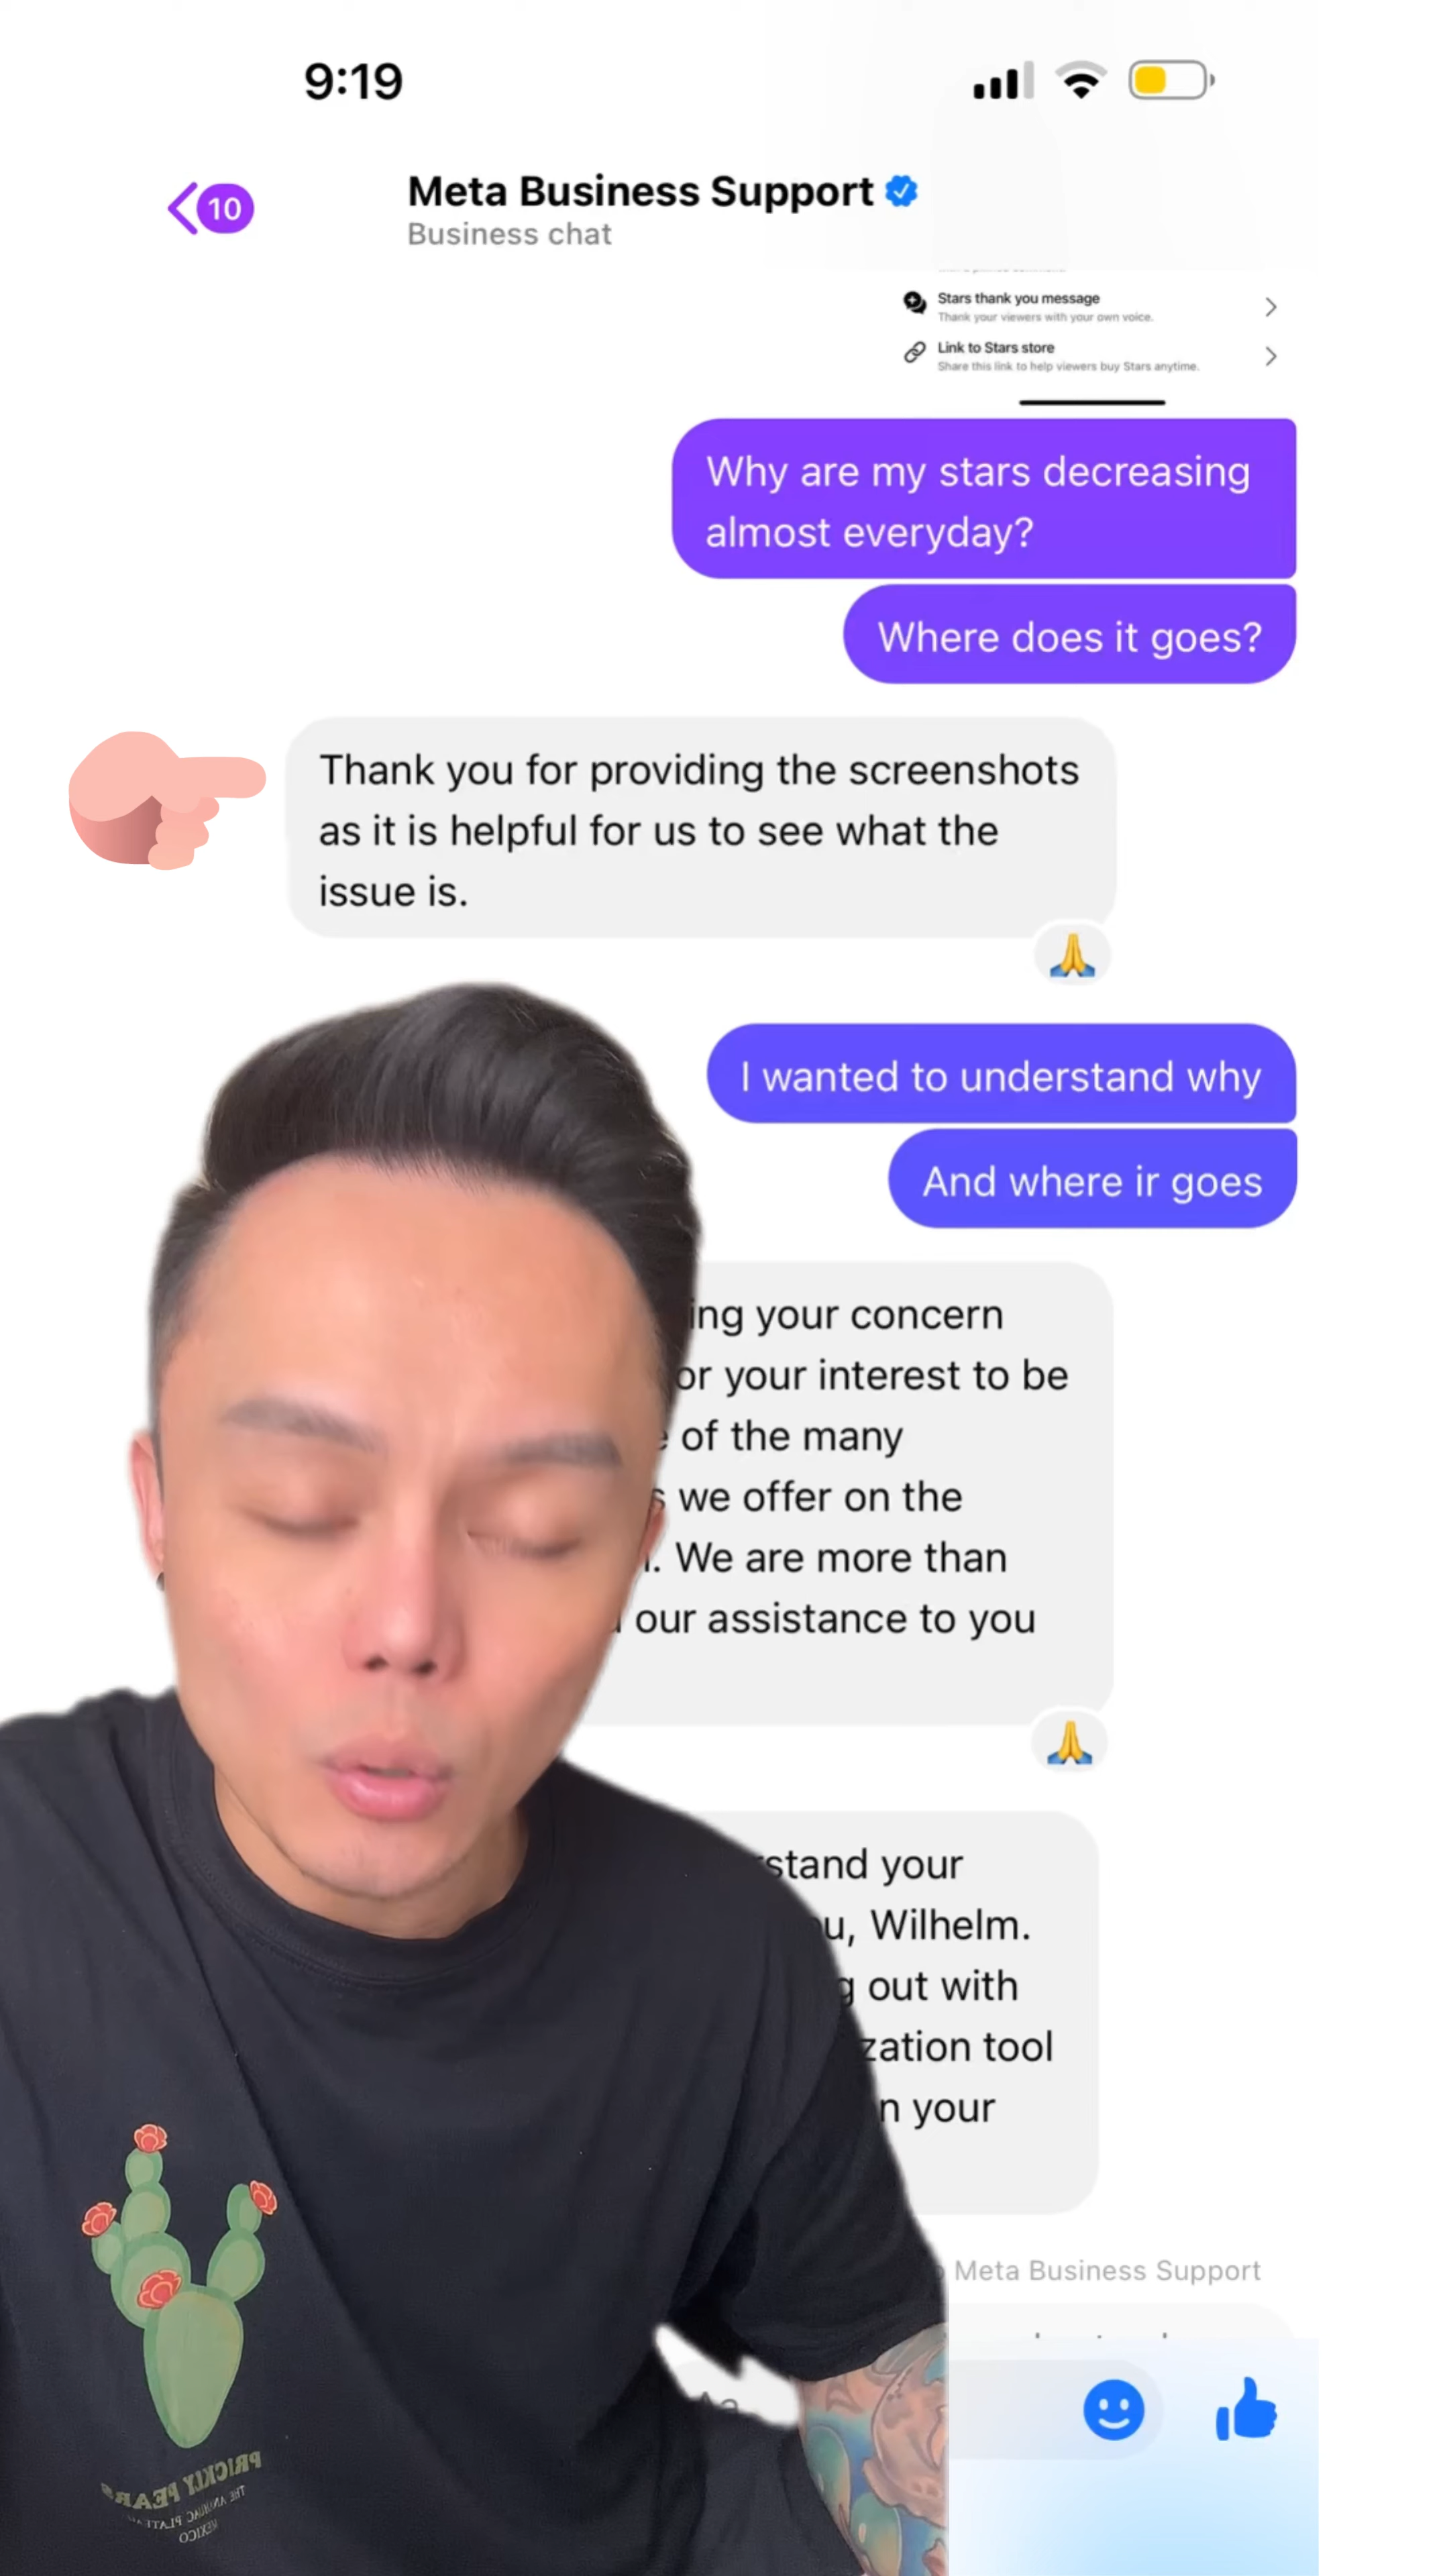 9:19
10
Meta Business Support
Business chat
Stars thank you message
Thank your viewers with your own voice.
Link to Stars store
Share this link to help viewers buy Stars anytime.
Why are my stars decreasing
almost everyday?
Where does it goes?
Thank you for providing the screenshots
as it is helpful for us to see what the
issue is.
🙏
I wanted to understand why
And where ir goes
your concern
your interest to be
of the many
we offer on the
We are more than
our assistance to you
🙏
your
Wilhelm.
out with
tool
your
Meta Business Support
PRICKLY PEARS
MEXICO